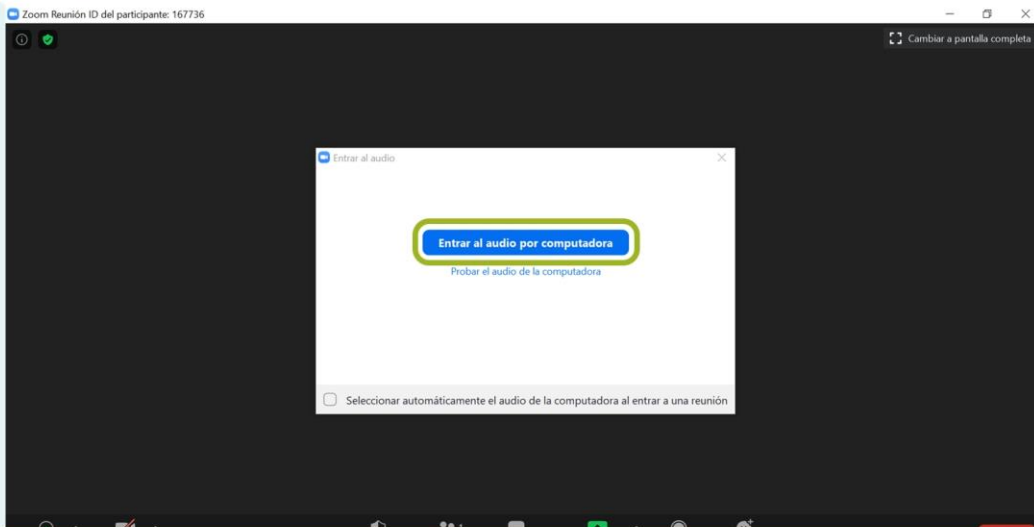 Zoom Reunión ID del participante: 167736
Cambiar a pantalla completa
Entrar al audio
Entrar al audio por computadora
Probar el audio de la computadora
Seleccionar automáticamente el audio de la computadora al entrar a una reunión